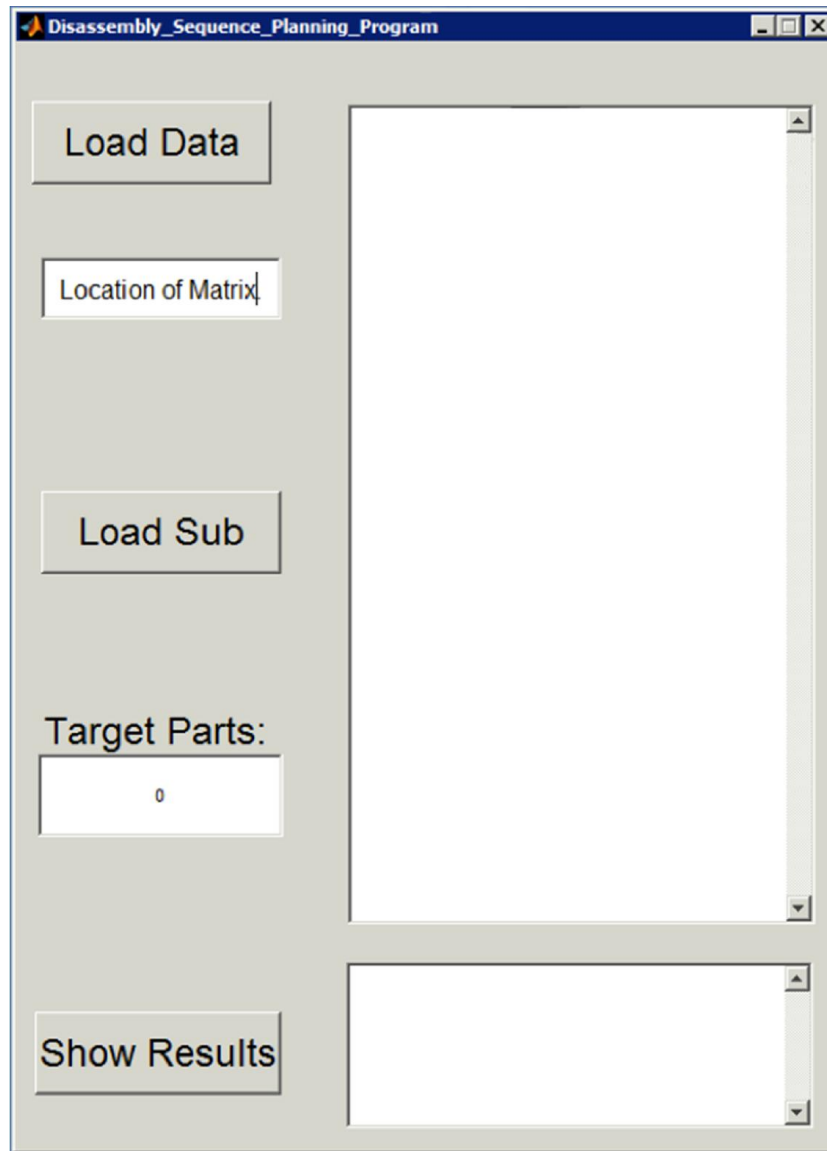 Disassembly_Sequence_Planning_Program
Load Data
Location of Matrix
Load Sub
Target Parts:
0
Show Results